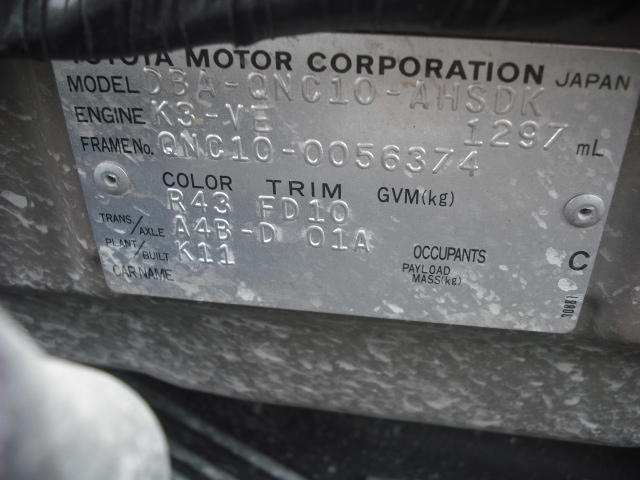 TOYOTA MOTOR CORPORATION JAPAN
MODEL DBA-QNC10-AHSDK
ENGINE K3-VE 1297 mL
FRAME No. QNC10-0056374
COLOR TRIM GVM(kg)
R43 FD10
TRANS/AXLE A4B-D 01A
PLANT/BUILT K11 OCCUPANTS C
CAR NAME PAYLOAD MASS(kg)